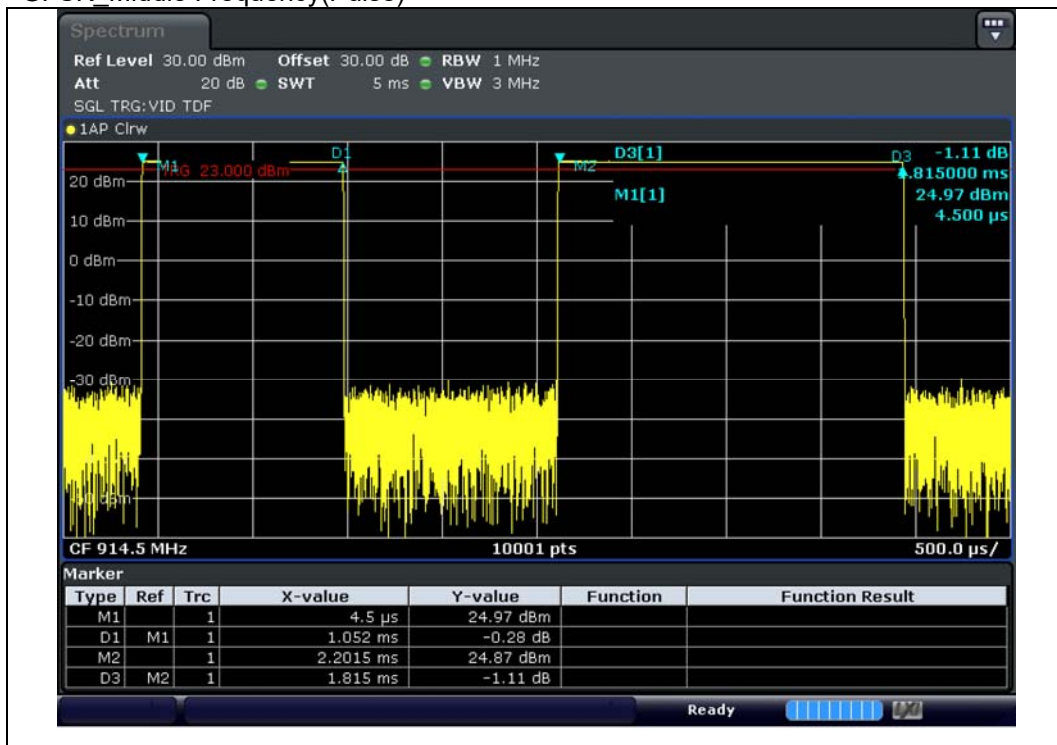 Spectrum
Ref Level 30.00 dBm Offset 30.00 dB RBW 1 MHz
Att 20 dB SWT 5 ms VBW 3 MHz
SGL TRG:VID TDF
1AP Clrw
M1 D1 M2 D3[1] D3 -1.11 dB
TRG 23.000 dBm .815000 ms
20 dBm
M1[1] 24.97 dBm
10 dBm 4.500 µs
0 dBm
-10 dBm
-20 dBm
-30 dBm
CF 914.5 MHz 10001 pts 500.0 µs/
Marker
Type Ref Trc X-value Y-value Function Function Result
M1 1 4.5 µs 24.97 dBm
D1 M1 1 1.052 ms -0.28 dB
M2 1 2.2015 ms 24.87 dBm
D3 M2 1 1.815 ms -1.11 dB
Ready